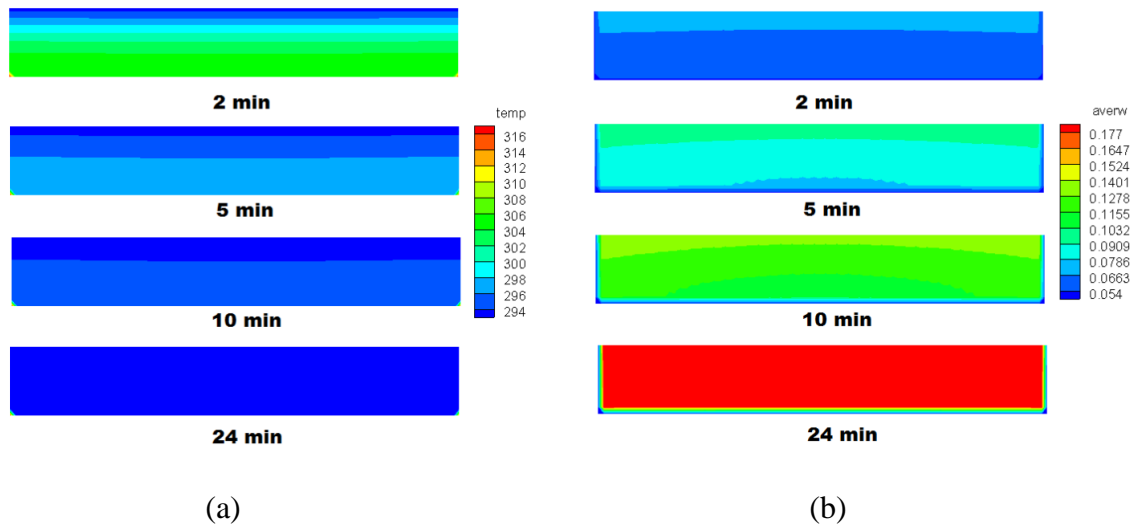 2 min
5 min
10 min
24 min
temp
316
314
312
310
308
306
304
302
300
298
296
294
(a)
2 min
5 min
10 min
24 min
averw
0.177
0.1647
0.1524
0.1401
0.1278
0.1155
0.1032
0.0909
0.0786
0.0663
0.054
(b)